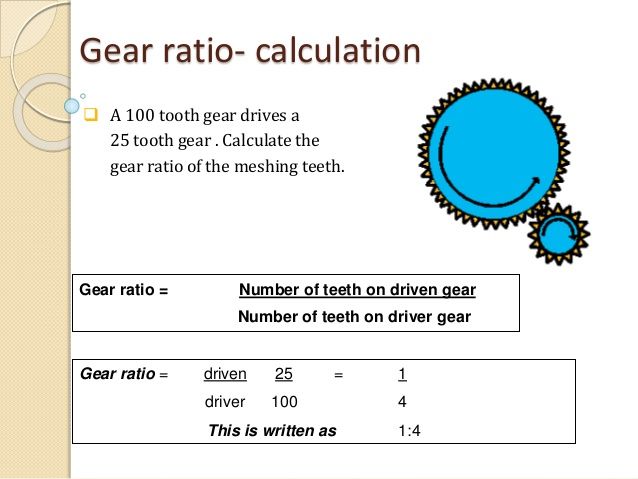 Gear ratio- calculation
A 100 tooth gear drives a
25 tooth gear . Calculate the
gear ratio of the meshing teeth.
Gear ratio = Number of teeth on driven gear
Number of teeth on driver gear
Gear ratio = driven 25 = 1
driver 100 4
This is written as 1:4